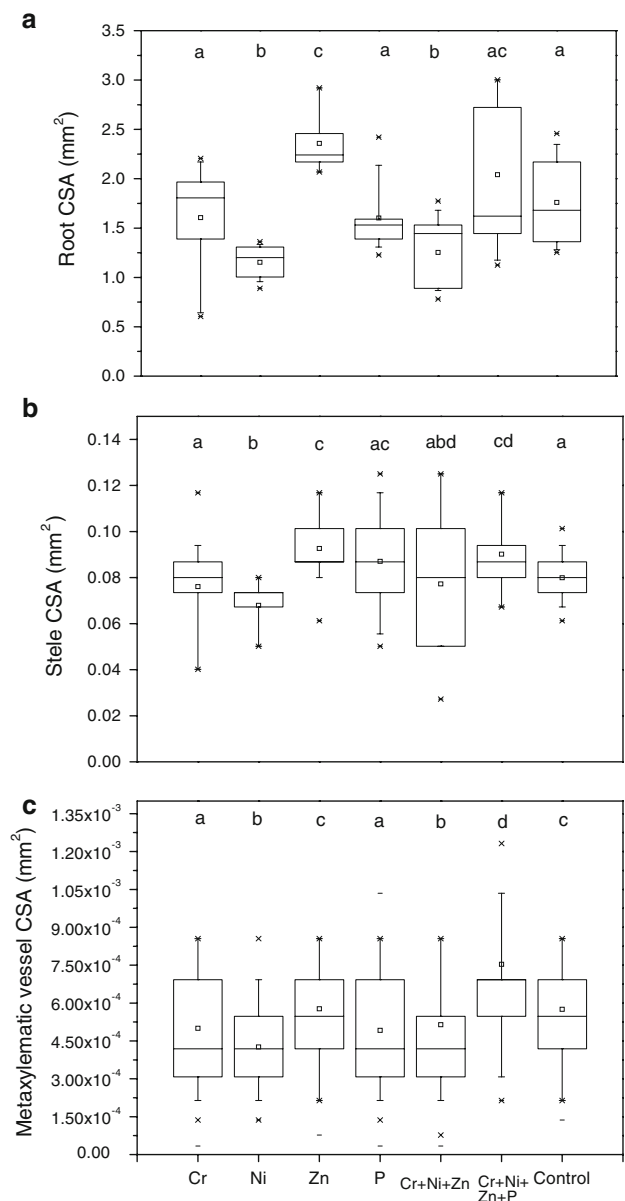 a
a b c a b ac a
3.5
3.0
2.5
2.0
1.5
1.0
0.5
0.0
Root CSA (mm²)
b
a b c ac abd cd a
0.14
0.12
0.10
0.08
0.06
0.04
0.02
0.00
Stele CSA (mm²)
c
a b c a b d c
1.35x10⁻³
1.20x10⁻³
1.05x10⁻³
9.00x10⁻⁴
7.50x10⁻⁴
6.00x10⁻⁴
4.50x10⁻⁴
3.00x10⁻⁴
1.50x10⁻⁴
0.00
Metaxylematic vessel CSA (mm²)
Cr Ni Zn P Cr+Ni+Zn Cr+Ni+ Control
Zn+P